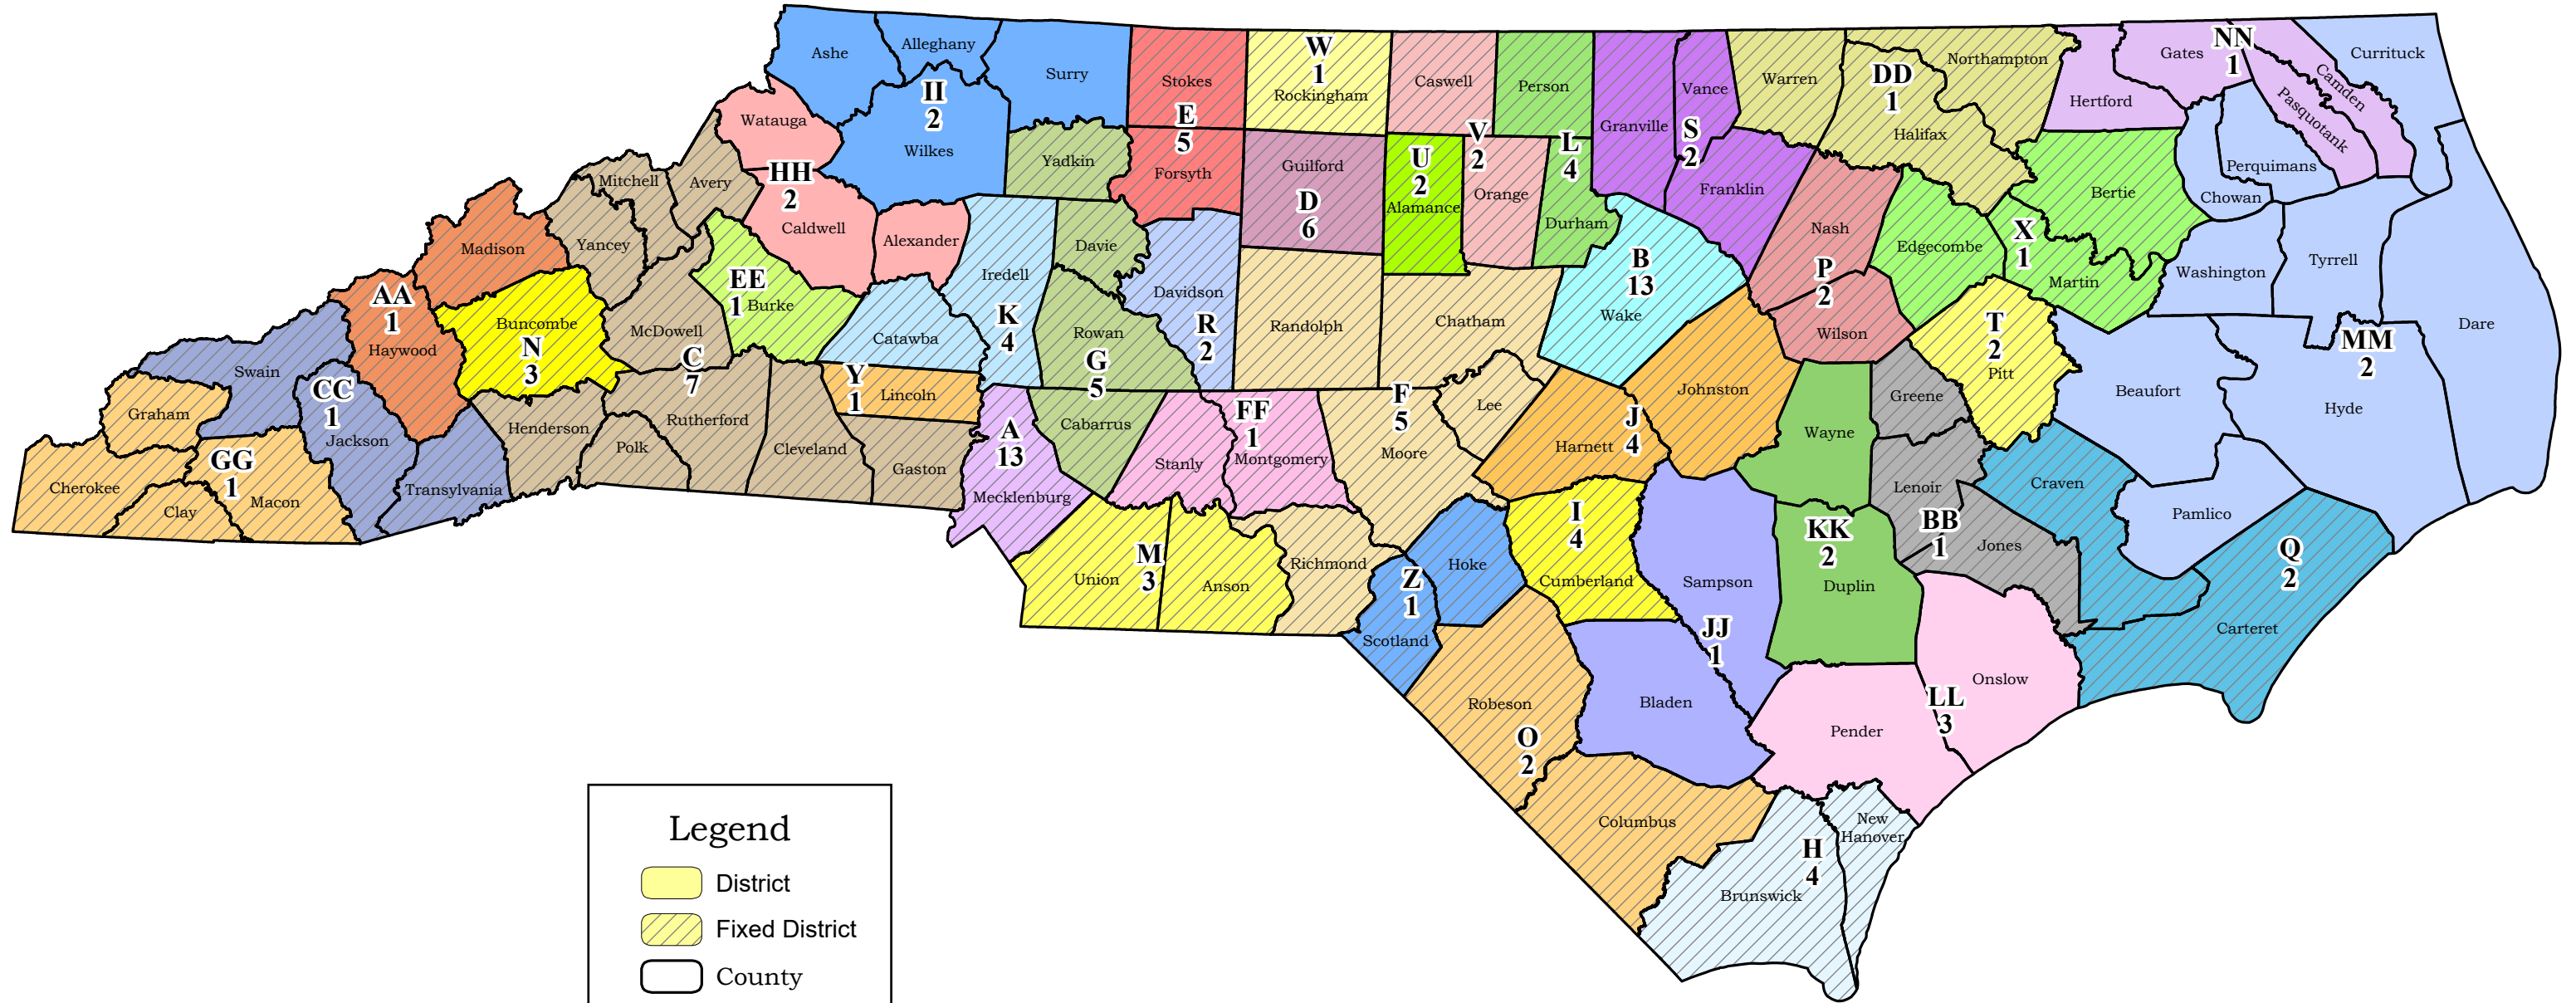 Ashe
Alleghany
Surry
Stokes
W
1
Rockingham
Caswell
Person
Granville
Vance
Warren
DD
1
Northampton
Halifax
Hertford
Gates
NN
1
Camden
Pasquotank
Currituck
Watauga
II
2
Wilkes
Yadkin
E
5
Forsyth
Guilford
D
6
U
2
Alamance
V
2
Orange
L
4
Durham
S
2
Franklin
Nash
P
2
Wilson
Edgecombe
X
1
Bertie
Martin
Perquimans
Chowan
Washington
Tyrrell
Dare
Mitchell
Avery
HH
2
Caldwell
Alexander
Iredell
K
4
Davie
Davidson
R
2
Rowan
G
5
Randolph
Chatham
B
13
Wake
Madison
Yancey
EE
1
Burke
McDowell
C
7
Catawba
AA
1
Haywood
Buncombe
N
3
Swain
CC
1
Jackson
Graham
GG
1
Cherokee
Clay
Macon
Transylvania
Henderson
Polk
Rutherford
Cleveland
Y
1
Lincoln
Gaston
A
13
Mecklenburg
Cabarrus
Stanly
FF
1
Montgomery
F
5
Moore
Lee
J
4
Harnett
Johnston
Wayne
Greene
T
2
Pitt
Beaufort
MM
2
Hyde
Lenoir
Craven
Pamlico
BB
1
Jones
Q
2
Carteret
M
3
Union
Anson
Richmond
Z
1
Scotland
Hoke
I
4
Cumberland
Sampson
KK
2
Duplin
JJ
1
Bladen
LL
3
Onslow
Pender
Robeson
O
2
Columbus
H
4
Brunswick
New
Hanover
Legend
District
Fixed District
County